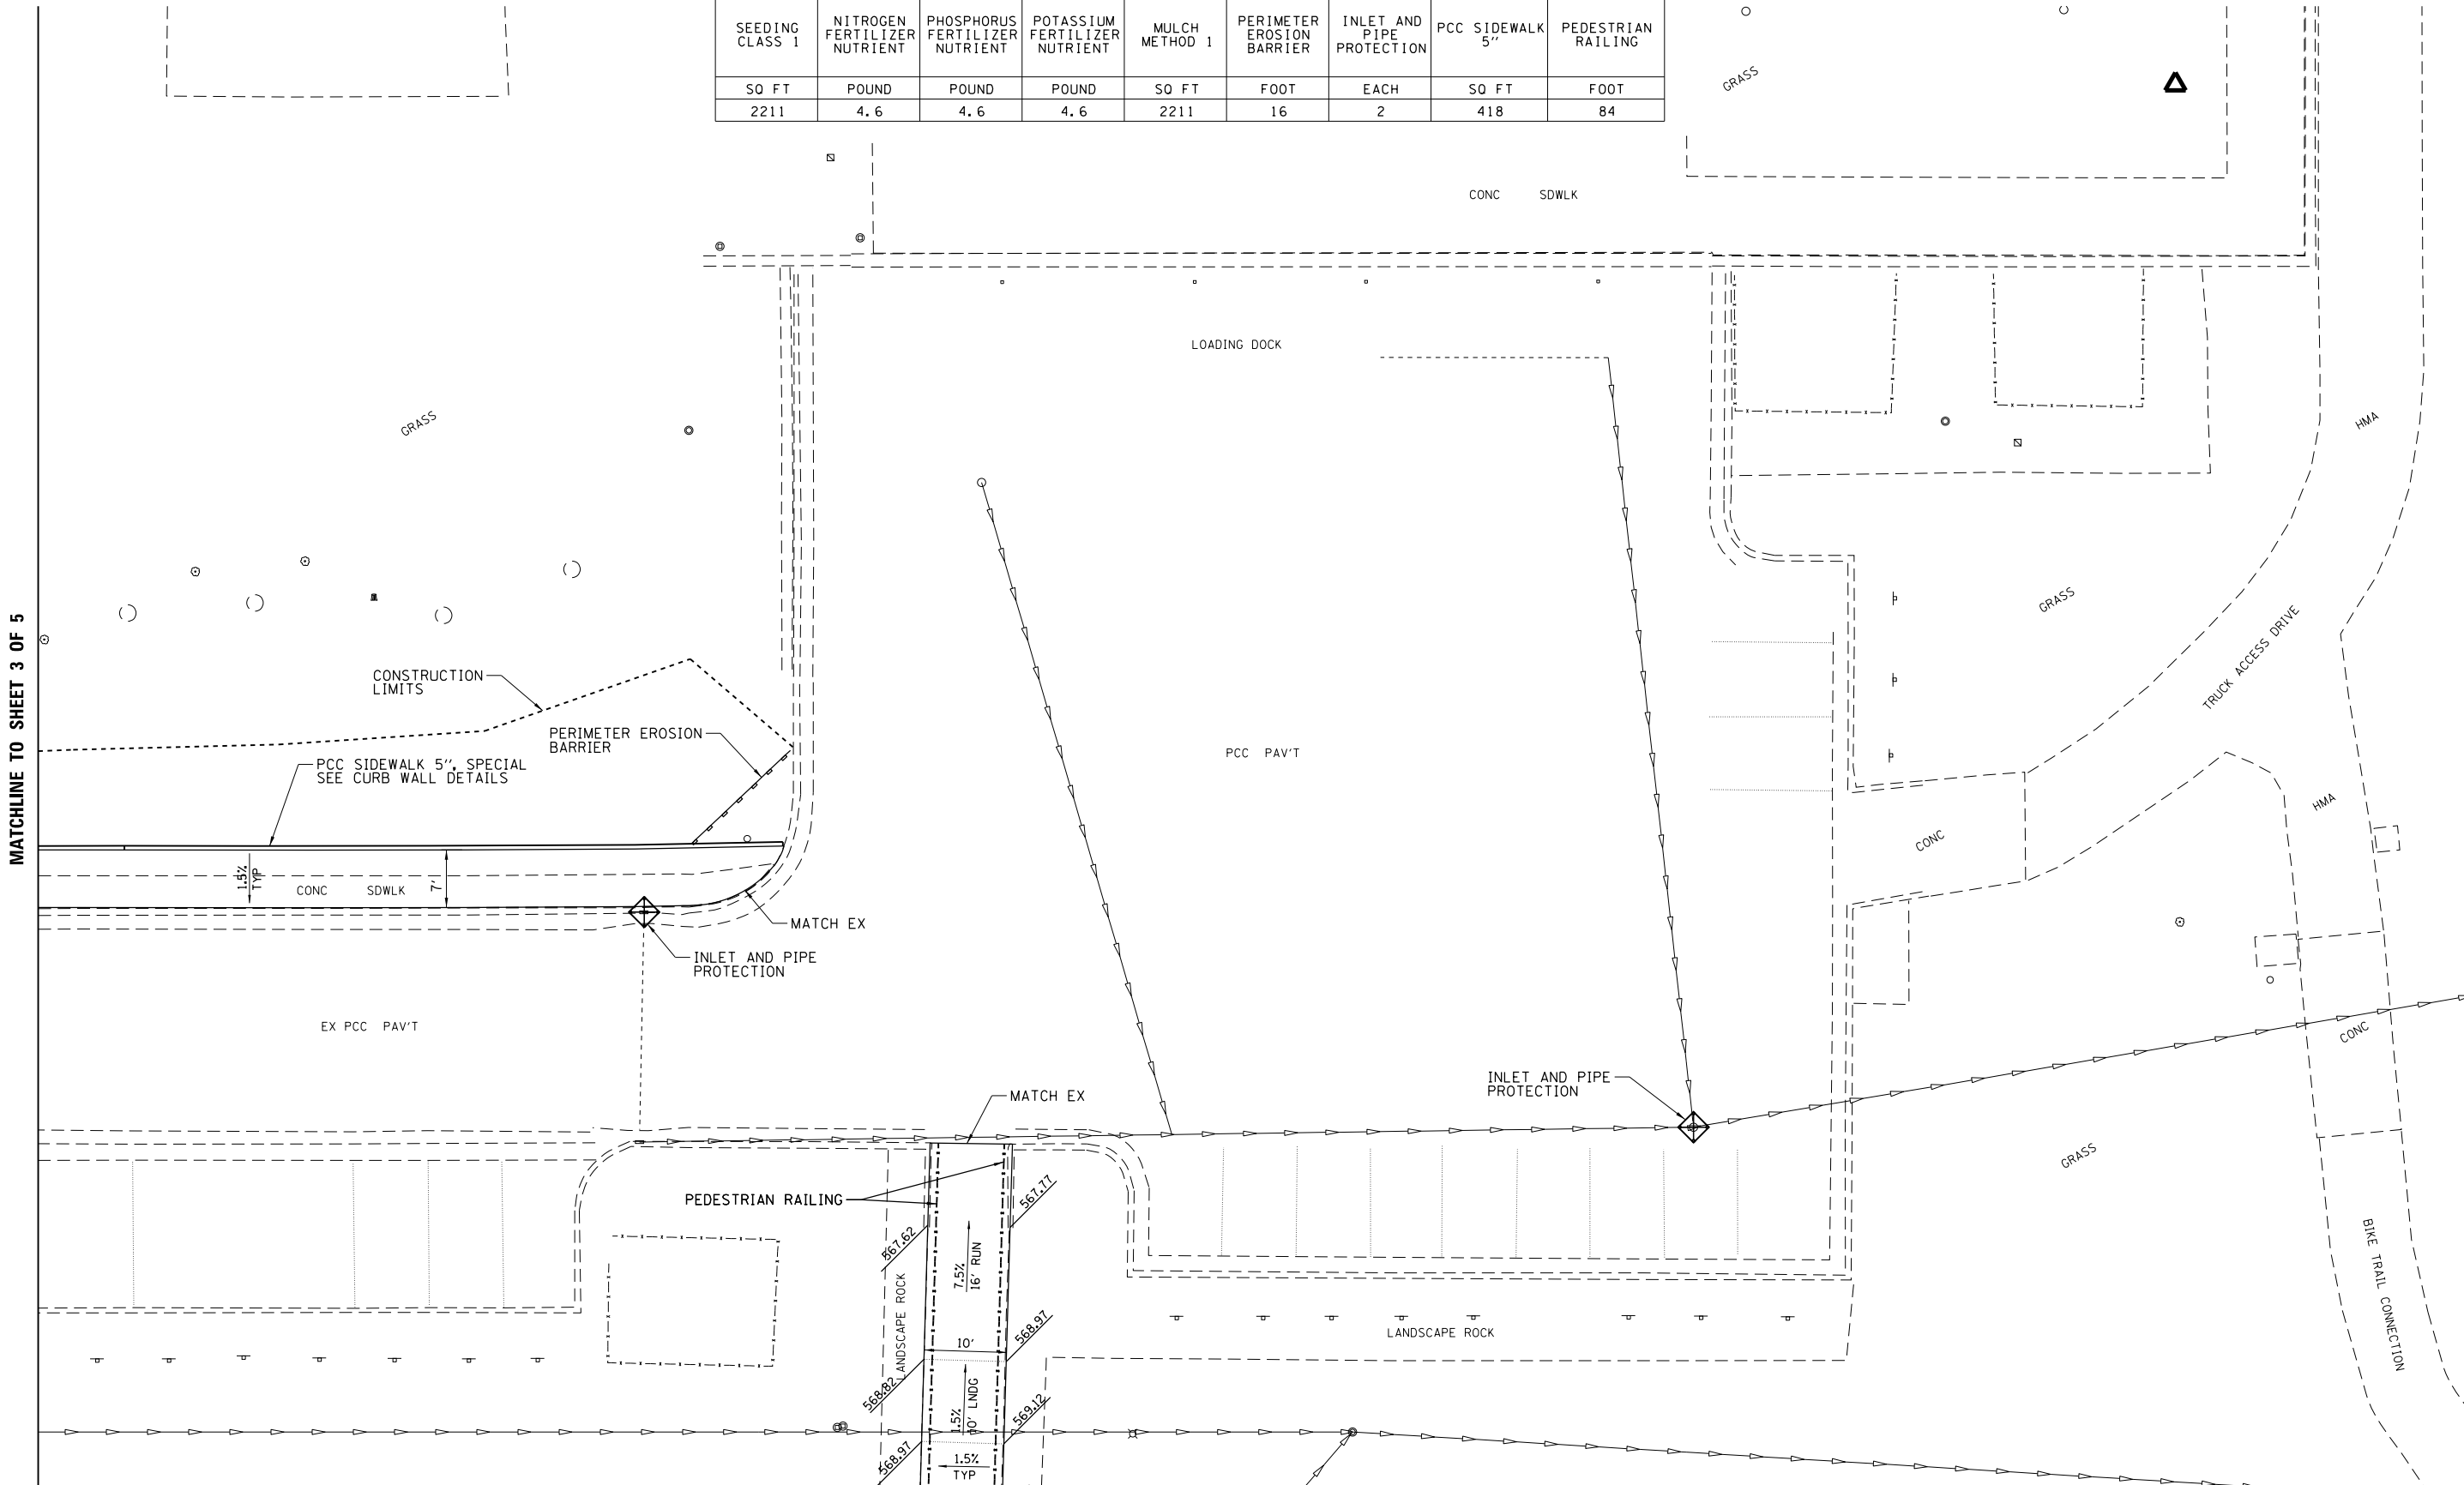 SEEDING
CLASS 1
NITROGEN
FERTILIZER
NUTRIENT
PHOSPHORUS
FERTILIZER
NUTRIENT
POTASSIUM
FERTILIZER
NUTRIENT
MULCH
METHOD 1
PERIMETER
EROSION
BARRIER
INLET AND
PIPE
PROTECTION
PCC SIDEWALK
5"
PEDESTRIAN
RAILING
SQ FT POUND POUND POUND SQ FT FOOT EACH SQ FT FOOT
2211 4.6 4.6 4.6 2211 16 2 418 84
GRASS
CONC SDWLK
LOADING DOCK
GRASS
HMA
GRASS
TRUCK ACCESS DRIVE
MATCHLINE TO SHEET 3 OF 5
CONSTRUCTION
LIMITS
PERIMETER EROSION
BARRIER
PCC SIDEWALK 5", SPECIAL
SEE CURB WALL DETAILS
PCC PAV'T
HMA
CONC
1.5%
TYP
CONC SDWLK
7'
MATCH EX
INLET AND PIPE
PROTECTION
EX PCC PAV'T
CONC
INLET AND PIPE
PROTECTION
MATCH EX
GRASS
PEDESTRIAN RAILING
567.77
567.62
7.5%
16' RUN
LANDSCAPE ROCK
BIKE TRAIL CONNECTION
568.97
LANDSCAPE ROCK
10'
568.82
1.5%
10' LNDG
569.12
568.97
1.5%
TYP